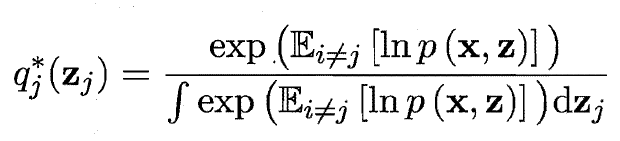 $$q_j^*(\mathbf{z}_j) = \frac{\exp\left(\mathbb{E}_{i \neq j}\left[\ln p\left(\mathbf{x}, \mathbf{z}\right)\right]\right)}{\int \exp\left(\mathbb{E}_{i \neq j}\left[\ln p\left(\mathbf{x}, \mathbf{z}\right)\right]\right) \mathrm{d}\mathbf{z}_j}$$